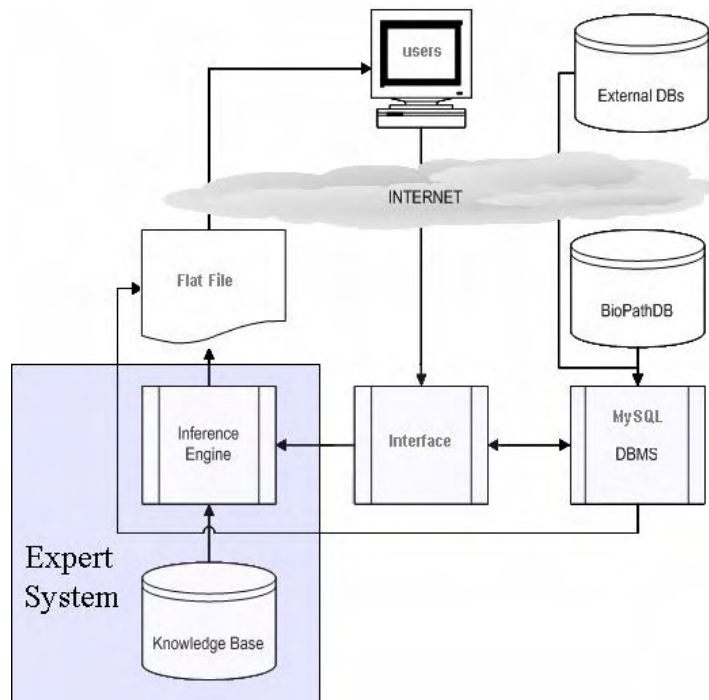 users
External DBs
INTERNET
Flat File
BioPathDB
Inference
Engine
Interface
MySQL
DBMS
Expert
System
Knowledge Base